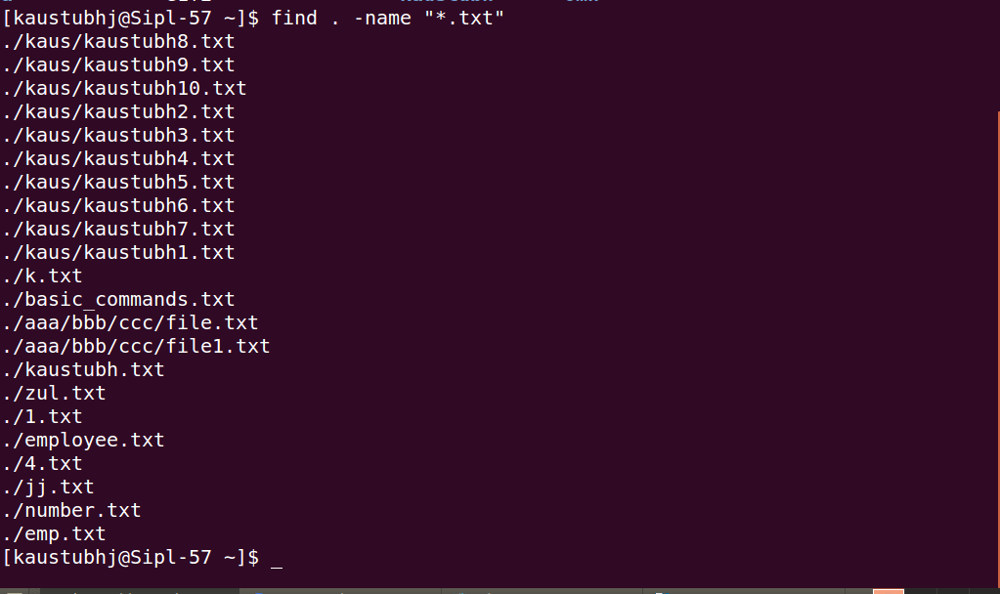 [kaustubhj@Sipl-57 ~]$ find . -name "*.txt"
./kaus/kaustubh8.txt
./kaus/kaustubh9.txt
./kaus/kaustubh10.txt
./kaus/kaustubh2.txt
./kaus/kaustubh3.txt
./kaus/kaustubh4.txt
./kaus/kaustubh5.txt
./kaus/kaustubh6.txt
./kaus/kaustubh7.txt
./kaus/kaustubh1.txt
./k.txt
./basic_commands.txt
./aaa/bbb/ccc/file.txt
./aaa/bbb/ccc/file1.txt
./kaustubh.txt
./zul.txt
./1.txt
./employee.txt
./4.txt
./jj.txt
./number.txt
./emp.txt
[kaustubhj@Sipl-57 ~]$ _